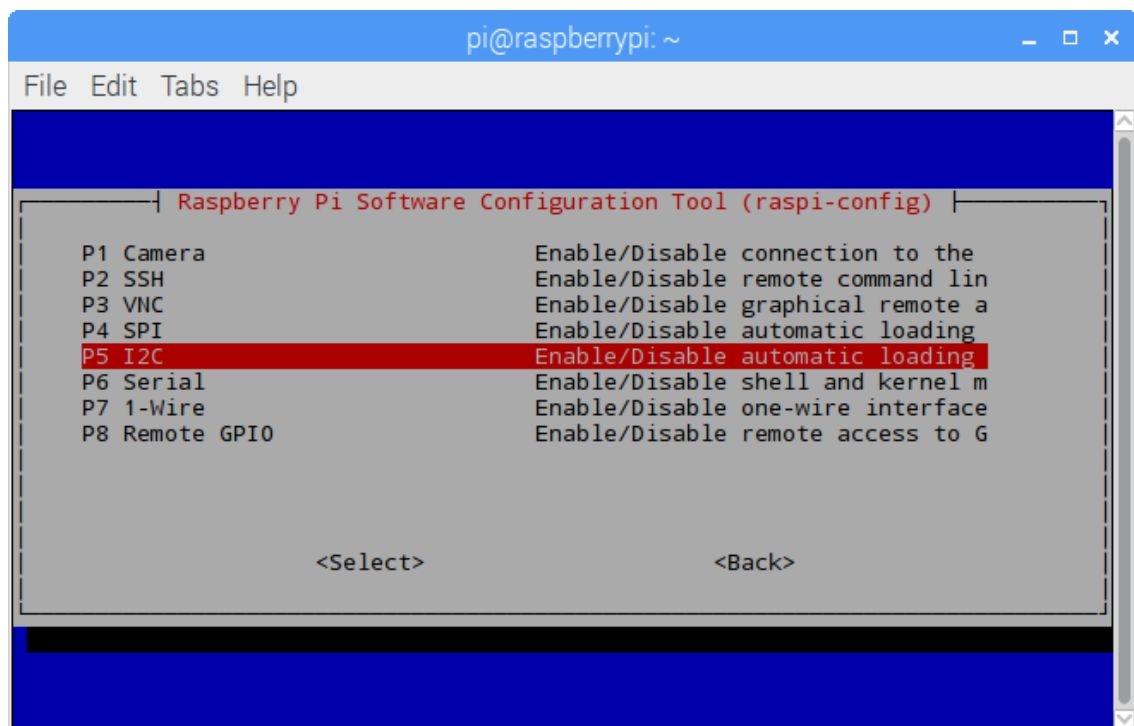 pi@raspberrypi: ~
File Edit Tabs Help
Raspberry Pi Software Configuration Tool (raspi-config)
P1 Camera Enable/Disable connection to the
P2 SSH Enable/Disable remote command lin
P3 VNC Enable/Disable graphical remote a
P4 SPI Enable/Disable automatic loading
P5 I2C Enable/Disable automatic loading
P6 Serial Enable/Disable shell and kernel m
P7 1-Wire Enable/Disable one-wire interface
P8 Remote GPIO Enable/Disable remote access to G
<Select> <Back>